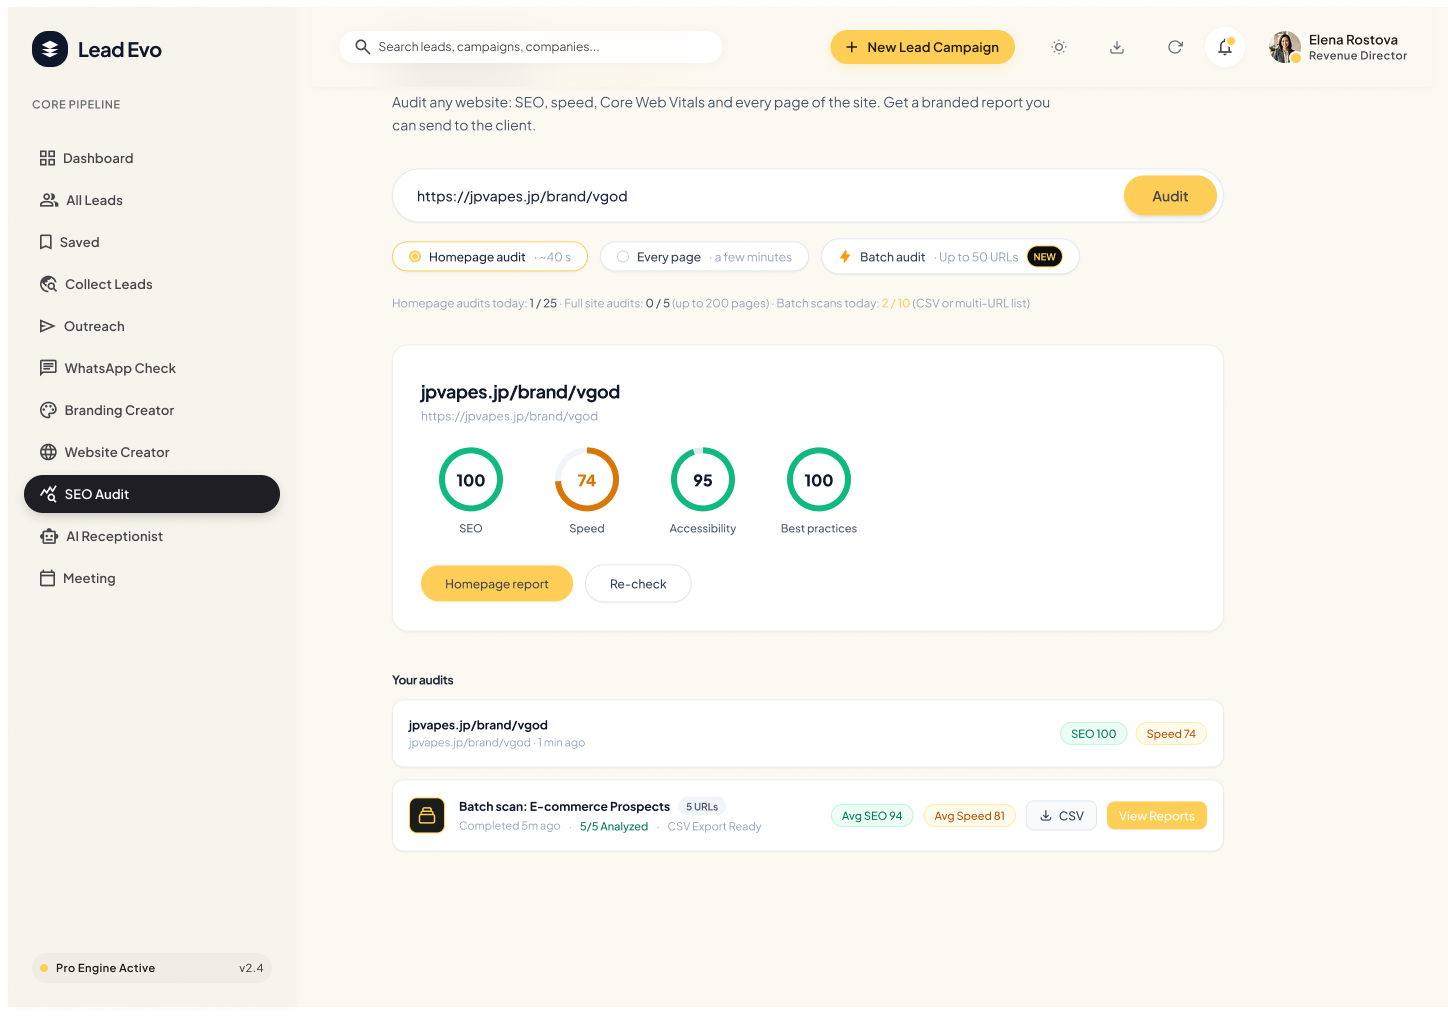 Lead Evo
Search leads, campaigns, companies...
New Lead Campaign
Elena Rostova
Revenue Director
CORE PIPELINE
Dashboard
All Leads
Saved
Collect Leads
Outreach
WhatsApp Check
Branding Creator
Website Creator
SEO Audit
AI Receptionist
Meeting
Pro Engine Active v2.4
Audit any website: SEO, speed, Core Web Vitals and every page of the site. Get a branded report you
can send to the client.
https://jpvapes.jp/brand/vgod Audit
Homepage audit · ~40 s Every page · a few minutes Batch audit · Up to 50 URLs NEW
Homepage audits today: 1 / 25 · Full site audits: 0 / 5 (up to 200 pages) · Batch scans today: 2 / 10 (CSV or multi-URL list)
jpvapes.jp/brand/vgod
https://jpvapes.jp/brand/vgod
100 74 95 100
SEO Speed Accessibility Best practices
Homepage report Re-check
Your audits
jpvapes.jp/brand/vgod
jpvapes.jp/brand/vgod · 1 min ago
SEO 100 Speed 74
Batch scan: E-commerce Prospects 5 URLs
Completed 5m ago · 5/5 Analyzed · CSV Export Ready
Avg SEO 94 Avg Speed 81 CSV View Reports